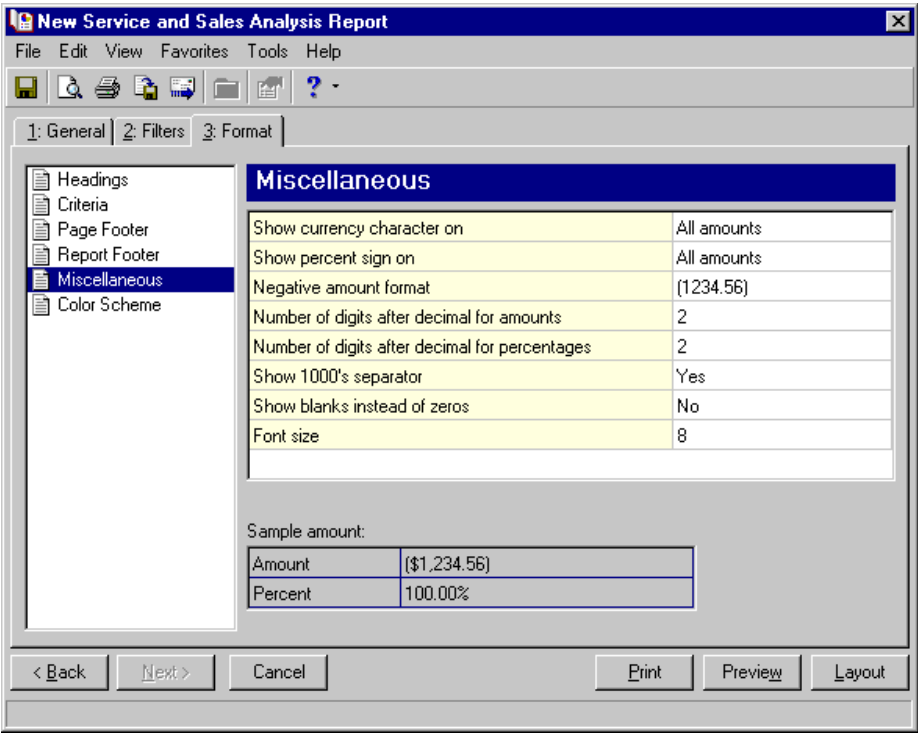 New Service and Sales Analysis Report
File Edit View Favorites Tools Help
1: General 2: Filters 3: Format
Headings
Criteria
Page Footer
Report Footer
Miscellaneous
Color Scheme
Miscellaneous
Show currency character on All amounts
Show percent sign on All amounts
Negative amount format (1234.56)
Number of digits after decimal for amounts 2
Number of digits after decimal for percentages 2
Show 1000's separator Yes
Show blanks instead of zeros No
Font size 8
Sample amount:
Amount ($1,234.56)
Percent 100.00%
< Back Next > Cancel Print Preview Layout